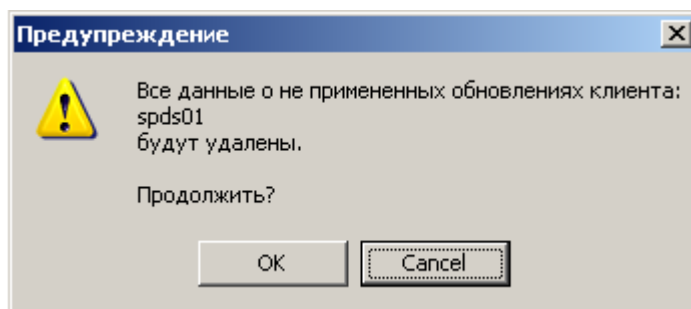 Предупреждение
Все данные о не примененных обновлениях клиента:
spds01
будут удалены.
Продолжить?
OK
Cancel